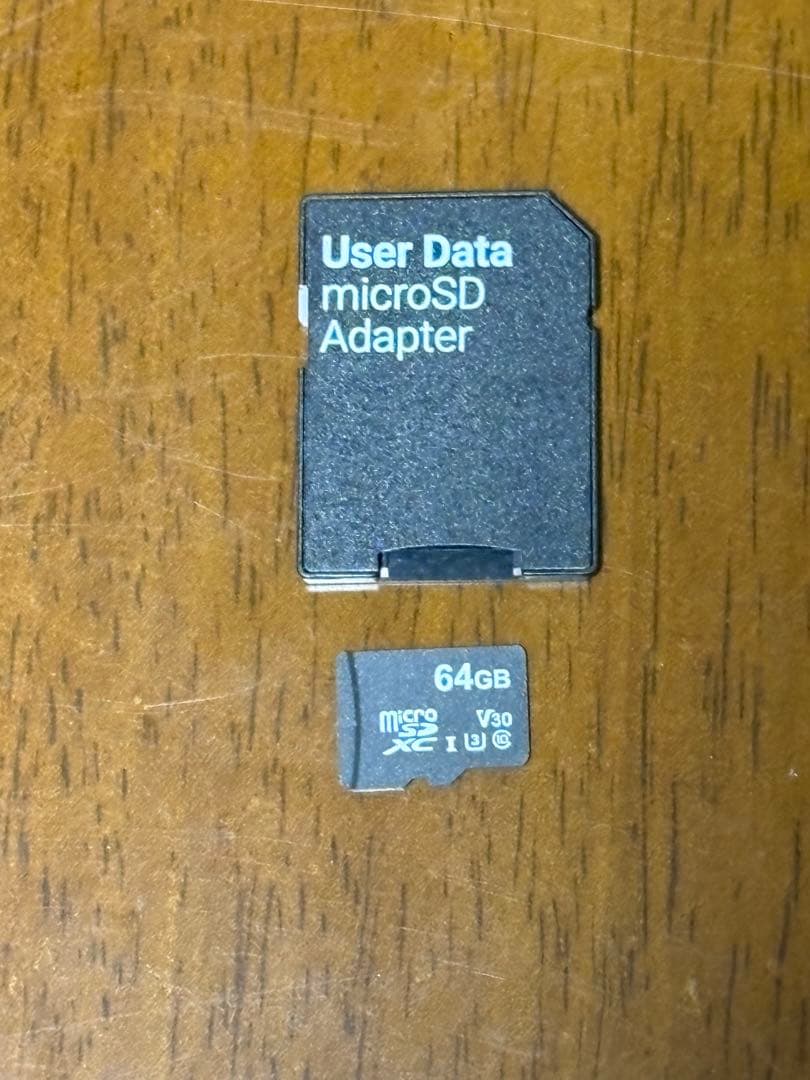 User Data
microSD
Adapter
64GB
micro SD XC I 3 V30 10